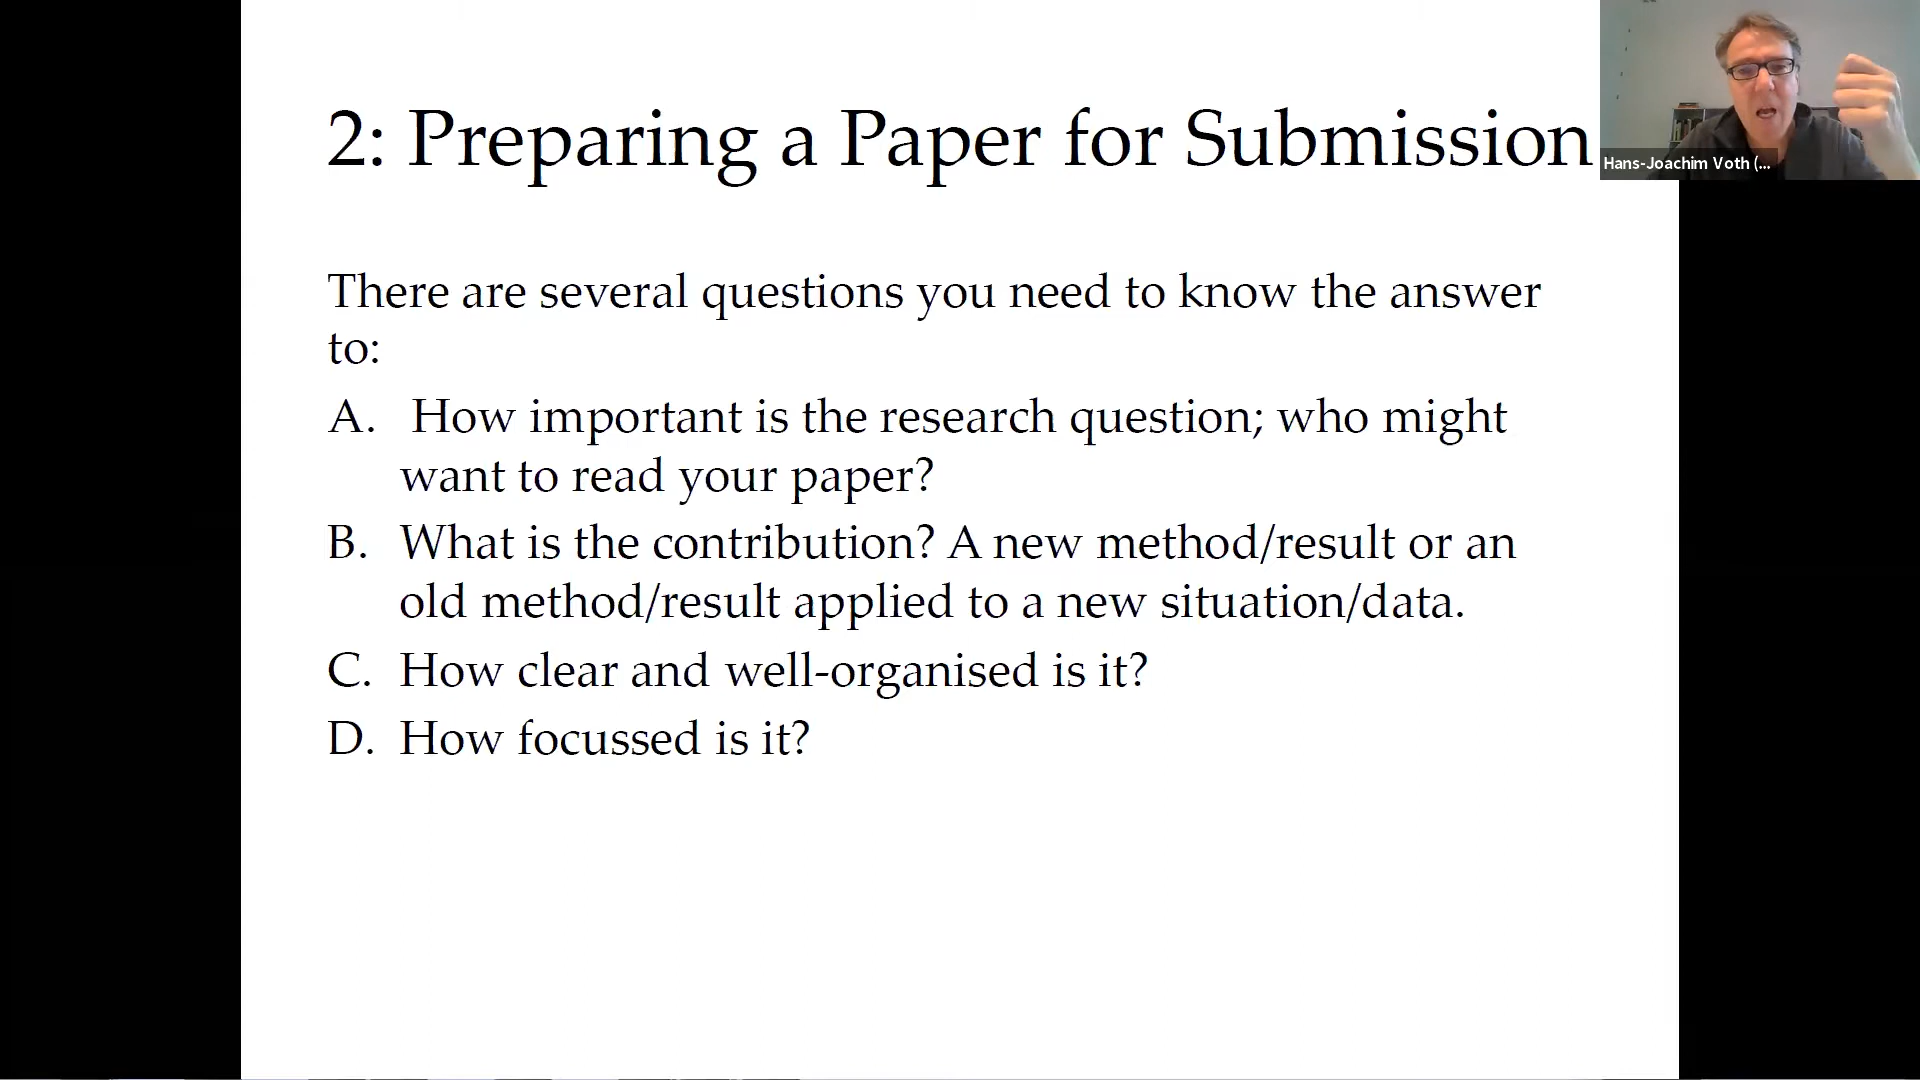 2: Preparing a Paper for Submission
Hans-Joachim Voth (...
There are several questions you need to know the answer
to:
A. How important is the research question; who might
want to read your paper?
B. What is the contribution? A new method/result or an
old method/result applied to a new situation/data.
C. How clear and well-organised is it?
D. How focussed is it?